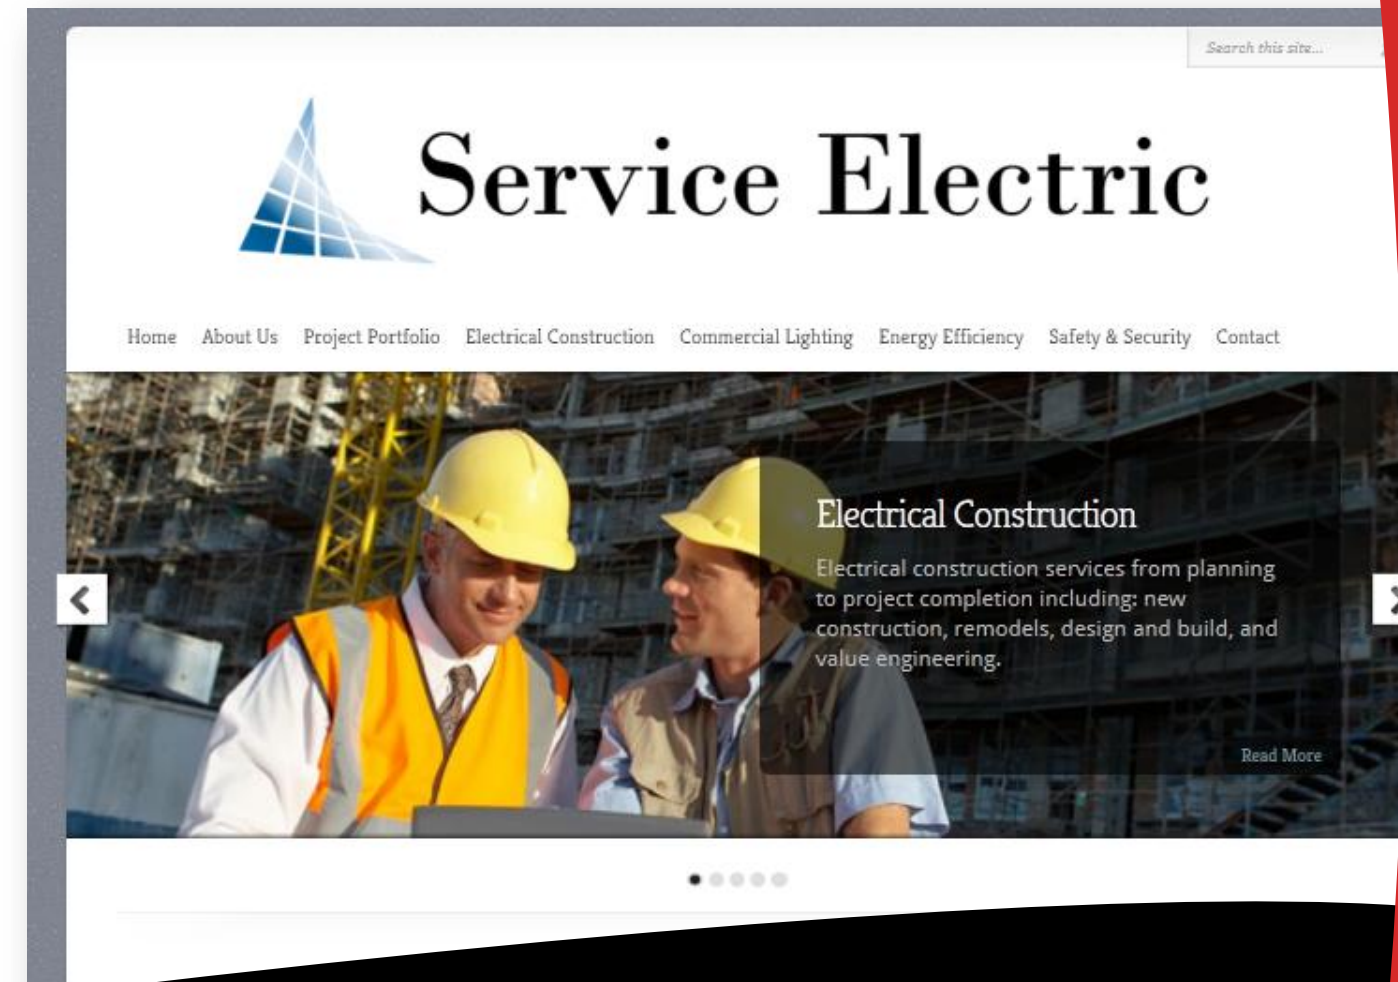 Search this site...
Service Electric
Home About Us Project Portfolio Electrical Construction Commercial Lighting Energy Efficiency Safety & Security Contact
Electrical Construction
Electrical construction services from planning
to project completion including: new
construction, remodels, design and build, and
value engineering.
Read More